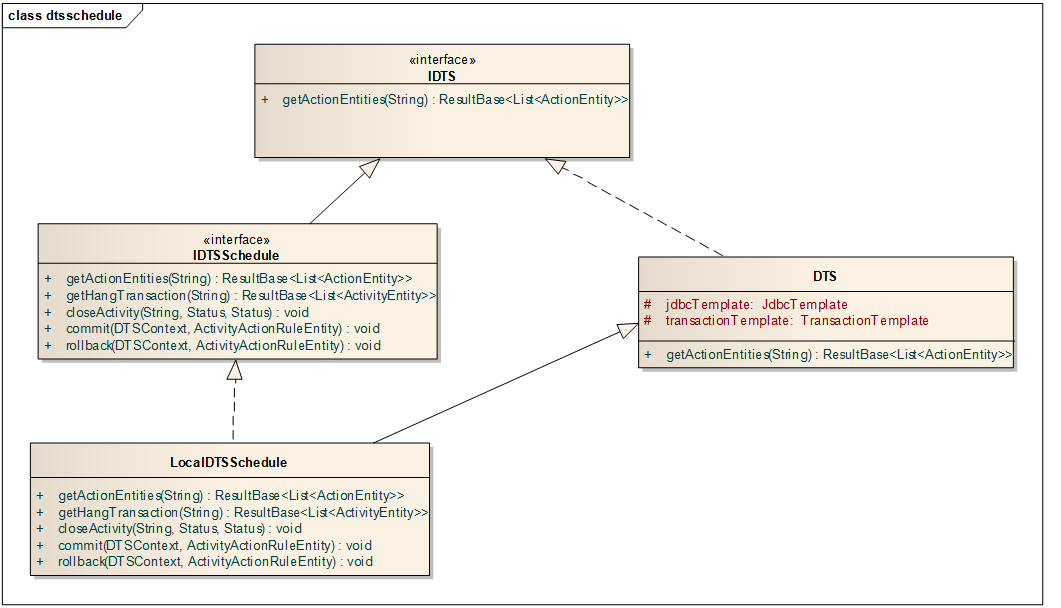 class dtsschedule
«interface»
IDTS
+ getActionEntities(String) : ResultBase<List<ActionEntity>>
«interface»
IDTSSchedule
+ getActionEntities(String) : ResultBase<List<ActionEntity>>
+ getHangTransaction(String) : ResultBase<List<ActivityEntity>>
+ closeActivity(String, Status, Status) : void
+ commit(DTSContext, ActivityActionRuleEntity) : void
+ rollback(DTSContext, ActivityActionRuleEntity) : void
DTS
# jdbcTemplate: JdbcTemplate
# transactionTemplate: TransactionTemplate
+ getActionEntities(String) : ResultBase<List<ActionEntity>>
LocalDTSSchedule
+ getActionEntities(String) : ResultBase<List<ActionEntity>>
+ getHangTransaction(String) : ResultBase<List<ActivityEntity>>
+ closeActivity(String, Status, Status) : void
+ commit(DTSContext, ActivityActionRuleEntity) : void
+ rollback(DTSContext, ActivityActionRuleEntity) : void